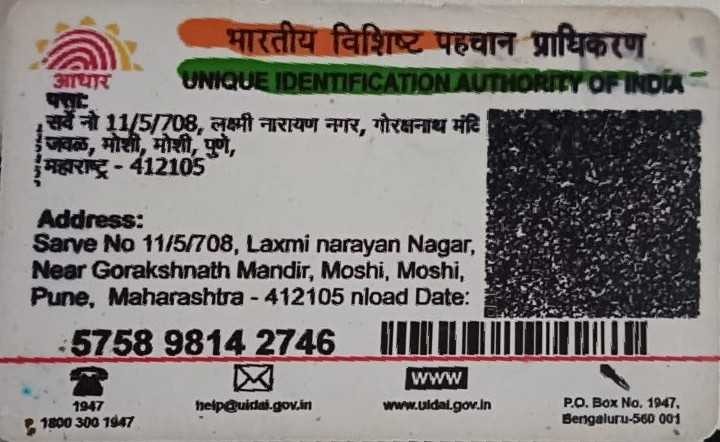 भारतीय विशिष्ट पहचान प्राधिकरण
UNIQUE IDENTIFICATION AUTHORITY OF INDIA
आधार
पत्ता:
सर्वे नो 11/5/708, लक्ष्मी नारायण नगर, गोरक्षनाथ मंदि
जवळ, मोशी, मोशी, पुणे,
महाराष्ट्र - 412105
Address:
Sarve No 11/5/708, Laxmi narayan Nagar,
Near Gorakshnath Mandir, Moshi, Moshi,
Pune, Maharashtra - 412105 nload Date:
5758 9814 2746
www
1947
1800 300 1947
help@uidai.gov.in
www.uidai.gov.in
P.O. Box No. 1947,
Bengaluru-560 001